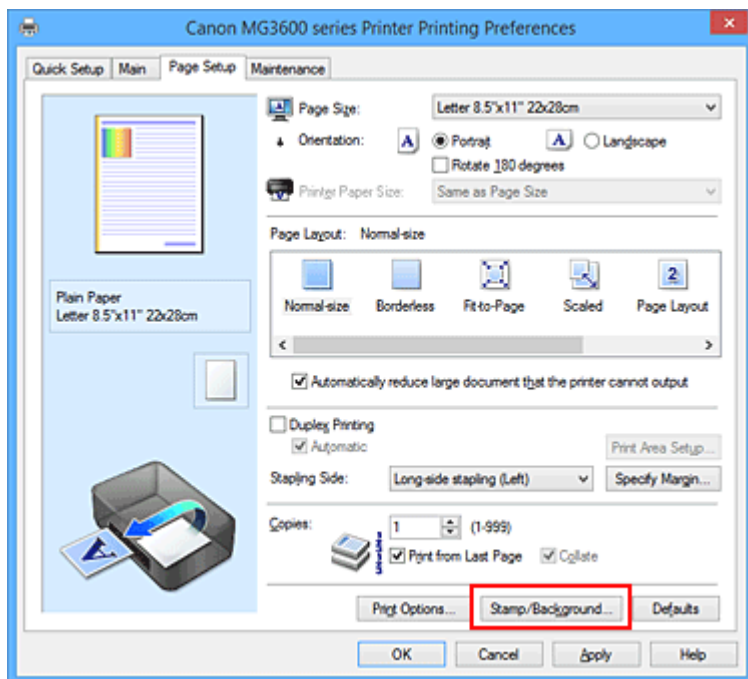 Canon MG3600 series Printer Printing Preferences
Quick Setup Main Page Setup Maintenance
Page Size: Letter 8.5"x11" 22x28cm
Orientation: A Portrait A Landscape
Rotate 180 degrees
Printer Paper Size: Same as Page Size
Page Layout: Normal-size
2
Normal-size Borderless Fit-to-Page Scaled Page Layout
Plain Paper
Letter 8.5"x11" 22x28cm
Automatically reduce large document that the printer cannot output
Duplex Printing
Automatic Print Area Setup...
Stapling Side: Long-side stapling (Left) Specify Margin...
Copies: 1 (1-999)
Print from Last Page Collate
A
Print Options... Stamp/Background... Defaults
OK Cancel Apply Help